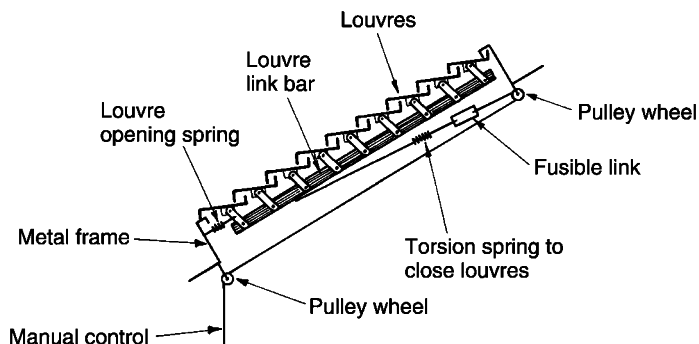 Louvres
Louvre
link bar
Louvre
opening spring
Pulley wheel
Fusible link
Metal frame
Torsion spring to
close louvres
Pulley wheel
Manual control